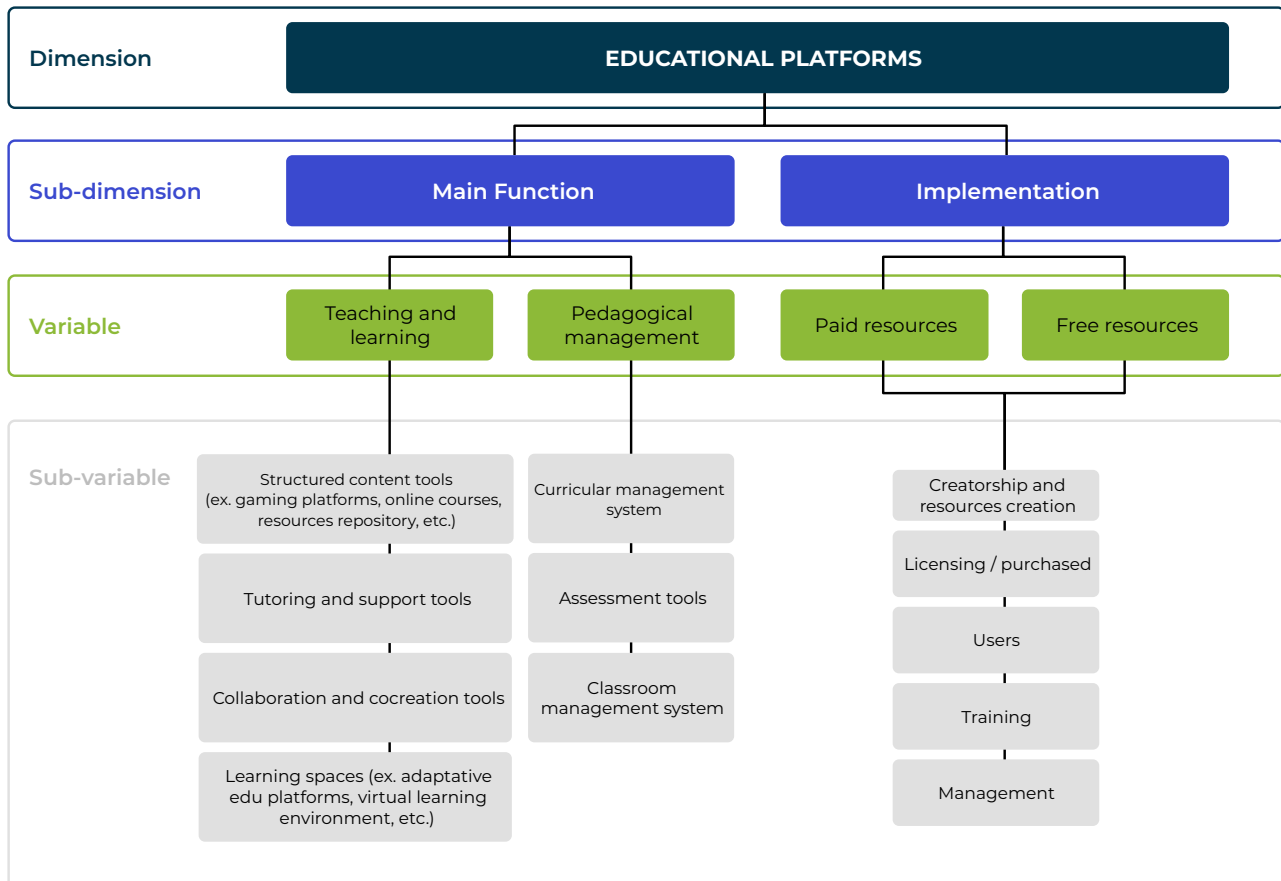 Dimension
EDUCATIONAL PLATFORMS
Sub-dimension
Main Function
Implementation
Variable
Teaching and
learning
Pedagogical
management
Paid resources
Free resources
Sub-variable
Structured content tools
(ex. gaming platforms, online courses,
resources repository, etc.)
Tutoring and support tools
Collaboration and cocreation tools
Learning spaces (ex. adaptative
edu platforms, virtual learning
environment, etc.)
Curricular management
system
Assessment tools
Classroom
management system
Creatorship and
resources creation
Licensing / purchased
Users
Training
Management